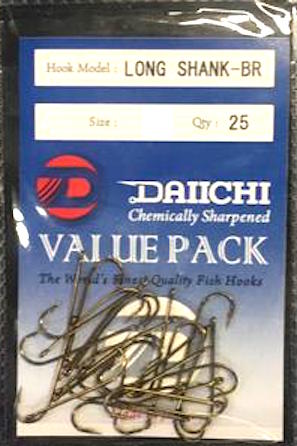 Hook Model : LONG SHANK-BR
Size : Qty : 25
DAIICHI
Chemically Sharpened
VALUE PACK
The World's Finest Quality Fish Hooks